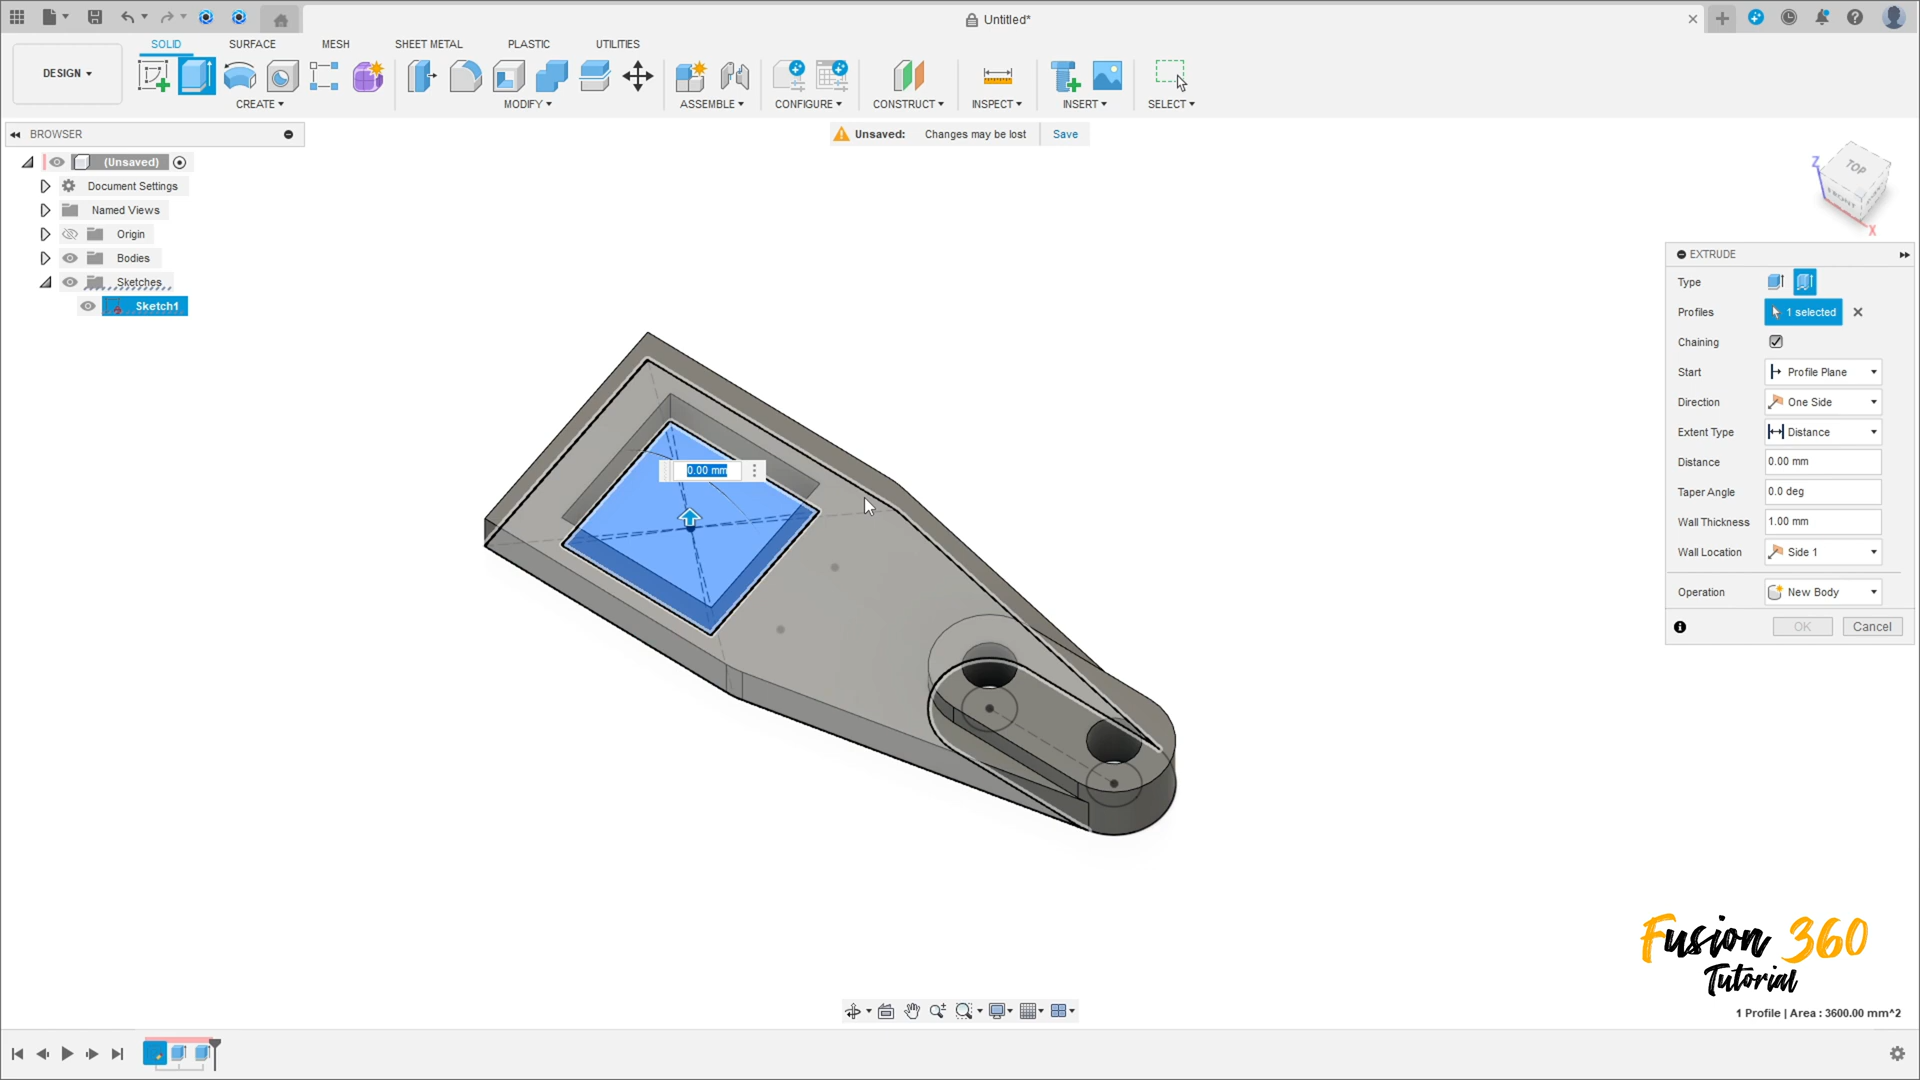 Untitled*
SOLID SURFACE MESH SHEET METAL PLASTIC UTILITIES
DESIGN
CREATE MODIFY ASSEMBLE CONFIGURE CONSTRUCT INSPECT INSERT SELECT
BROWSER
Unsaved: Changes may be lost Save
(Unsaved)
Document Settings
Named Views
Origin
Bodies
Sketches
Sketch1
TOP
FRONT
Z
X
EXTRUDE
Type
Profiles 1 selected
Chaining
Start Profile Plane
Direction One Side
Extent Type Distance
Distance 0.00 mm
Taper Angle 0.0 deg
Wall Thickness 1.00 mm
Wall Location Side 1
Operation New Body
OK Cancel
0.00 mm
Fusion 360
Tutorial
1 Profile | Area : 3600.00 mm^2